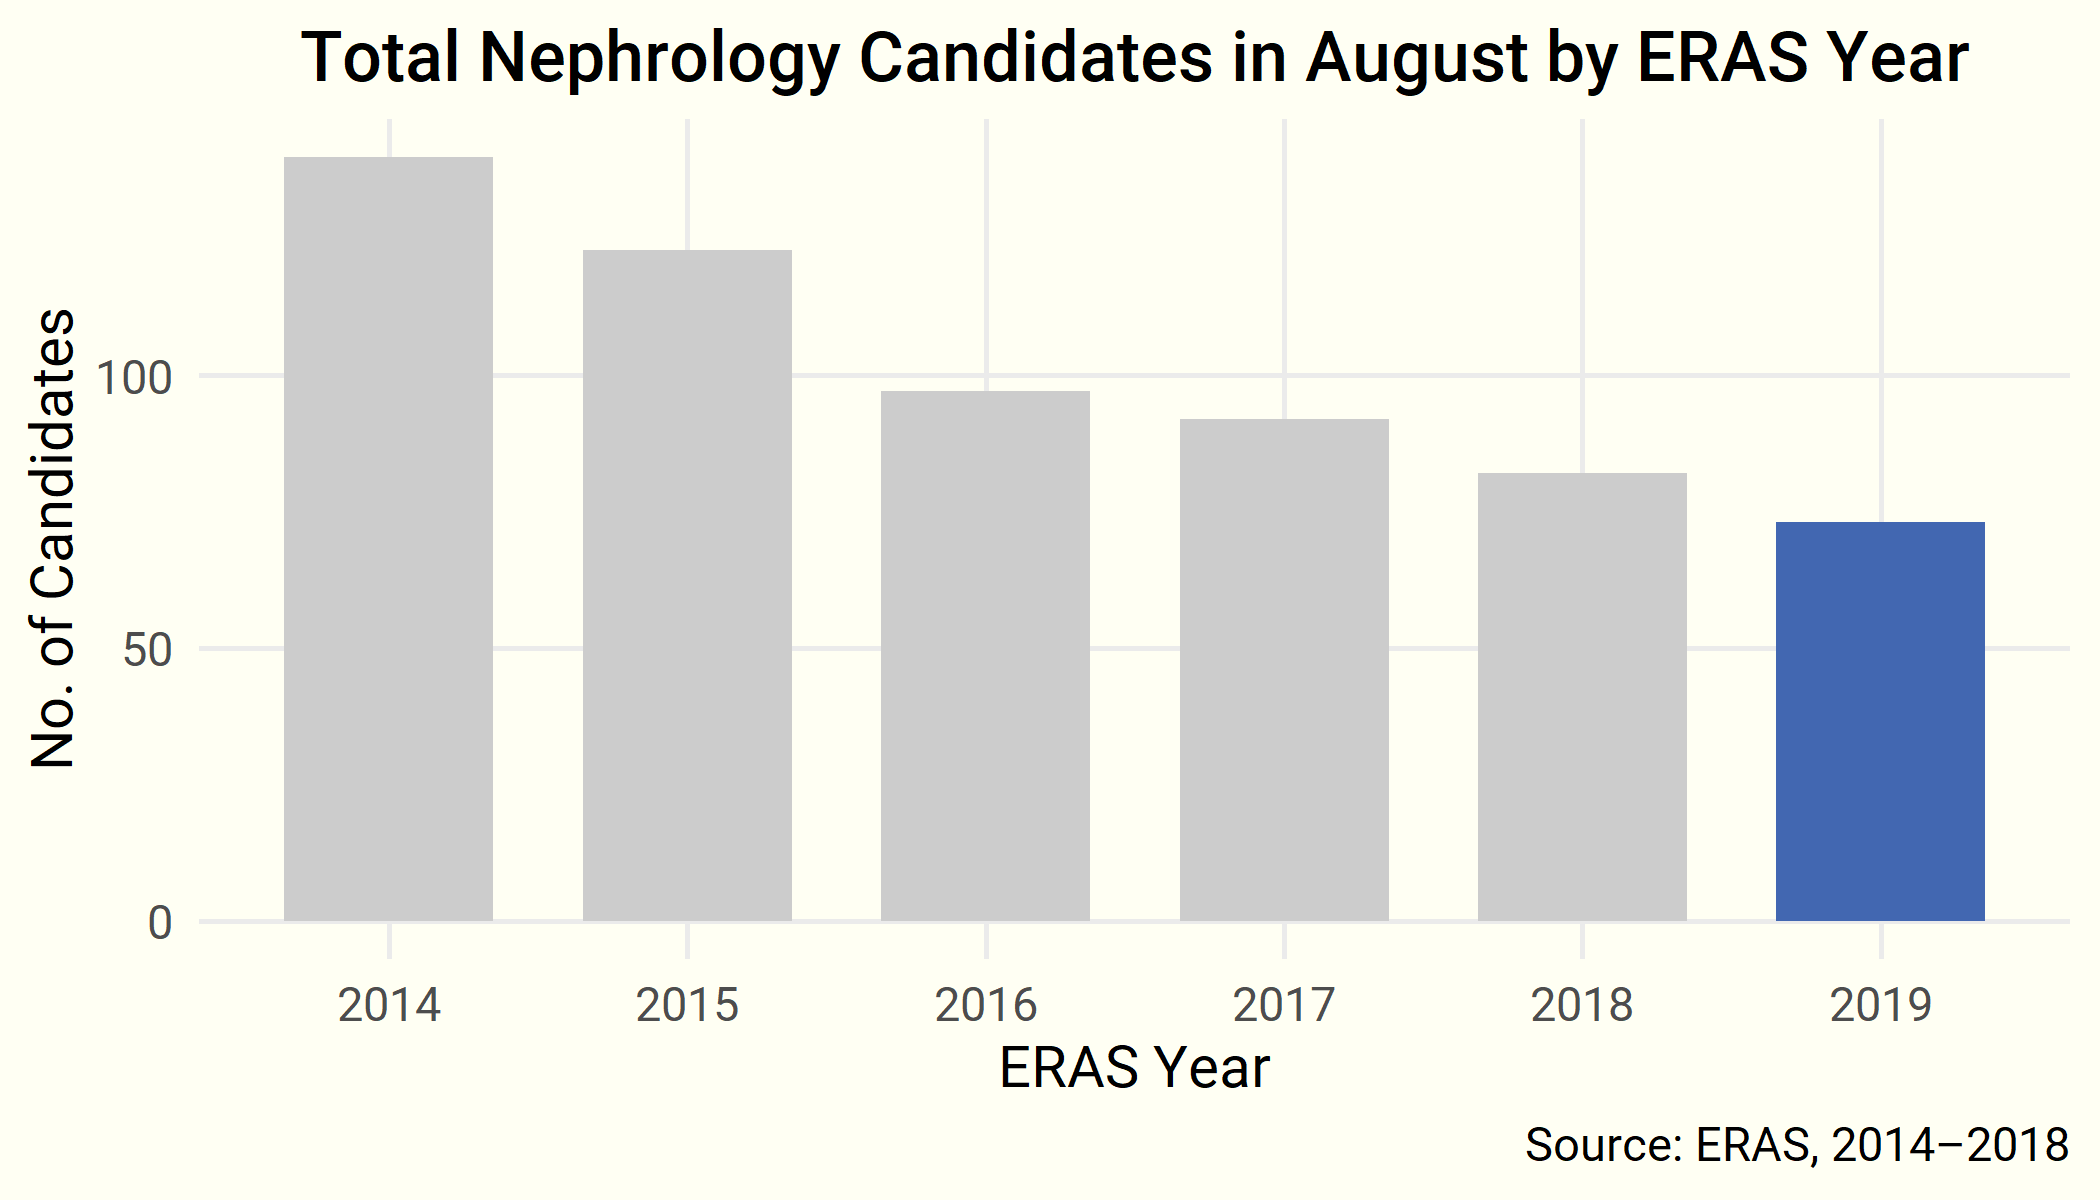 Total Nephrology Candidates in August by ERAS Year
No. of Candidates
100
50
0
2014 2015 2016 2017 2018 2019
ERAS Year
Source: ERAS, 2014–2018